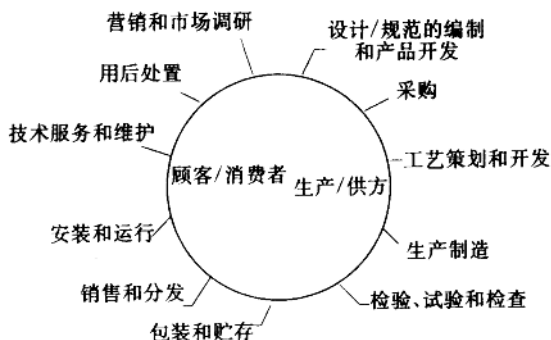 营销和市场调研
设计/规范的编制
和产品开发
用后处置
采购
技术服务和维护
工艺策划和开发
顾客/消费者
生产/供方
安装和运行
生产制造
销售和分发
检验、试验和检查
包装和贮存